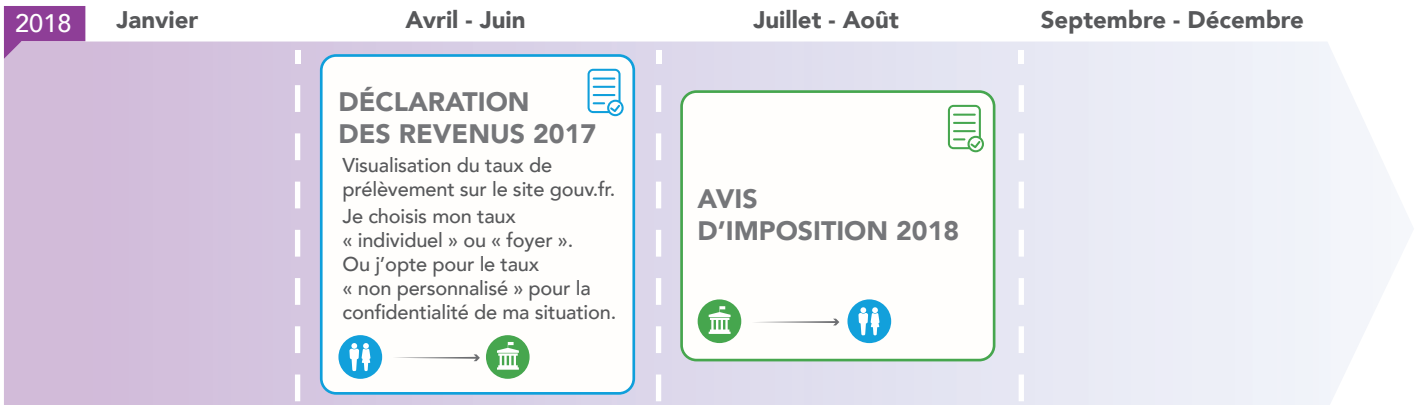 2018 Janvier Avril - Juin Juillet - Août Septembre - Décembre
DÉCLARATION
DES REVENUS 2017
Visualisation du taux de
prélèvement sur le site gouv.fr.
Je choisis mon taux
« individuel » ou « foyer ».
Ou j’opte pour le taux
« non personnalisé » pour la
confidentialité de ma situation.
AVIS
D’IMPOSITION 2018